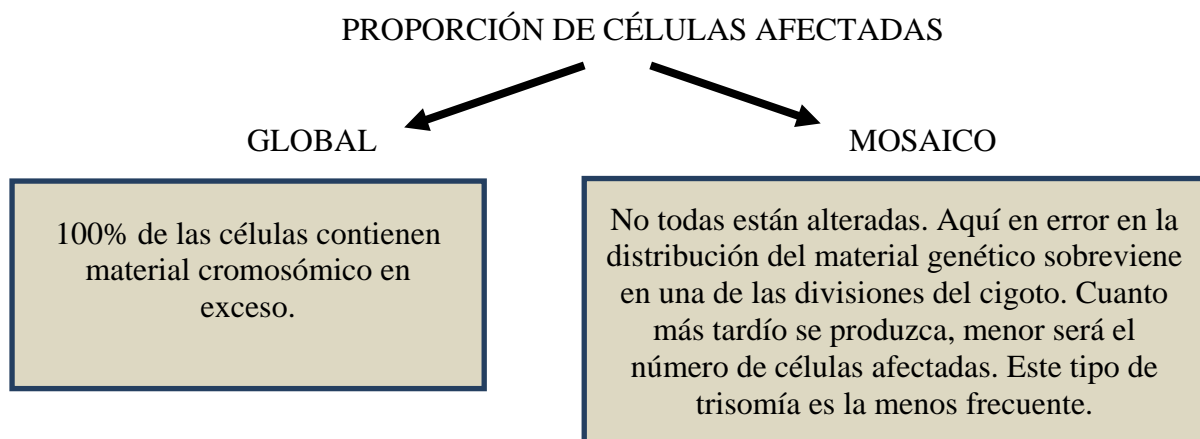 PROPORCIÓN DE CÉLULAS AFECTADAS
GLOBAL
MOSAICO
100% de las células contienen
material cromosómico en
exceso.
No todas están alteradas. Aquí en error en la
distribución del material genético sobreviene
en una de las divisiones del cigoto. Cuanto
más tardío se produzca, menor será el
número de células afectadas. Este tipo de
trisomía es la menos frecuente.